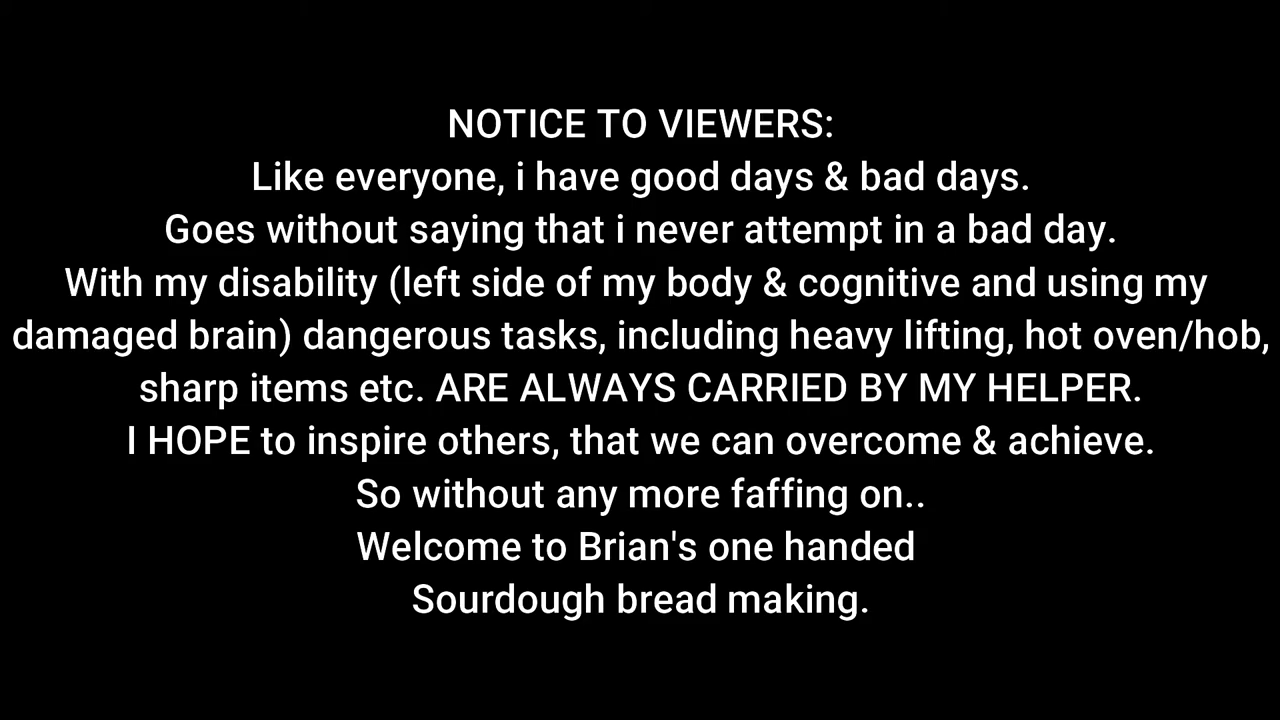 NOTICE TO VIEWERS:
Like everyone, i have good days & bad days.
Goes without saying that i never attempt in a bad day.
With my disability (left side of my body & cognitive and using my
damaged brain) dangerous tasks, including heavy lifting, hot oven/hob,
sharp items etc. ARE ALWAYS CARRIED BY MY HELPER.
I HOPE to inspire others, that we can overcome & achieve.
So without any more faffing on..
Welcome to Brian's one handed
Sourdough bread making.